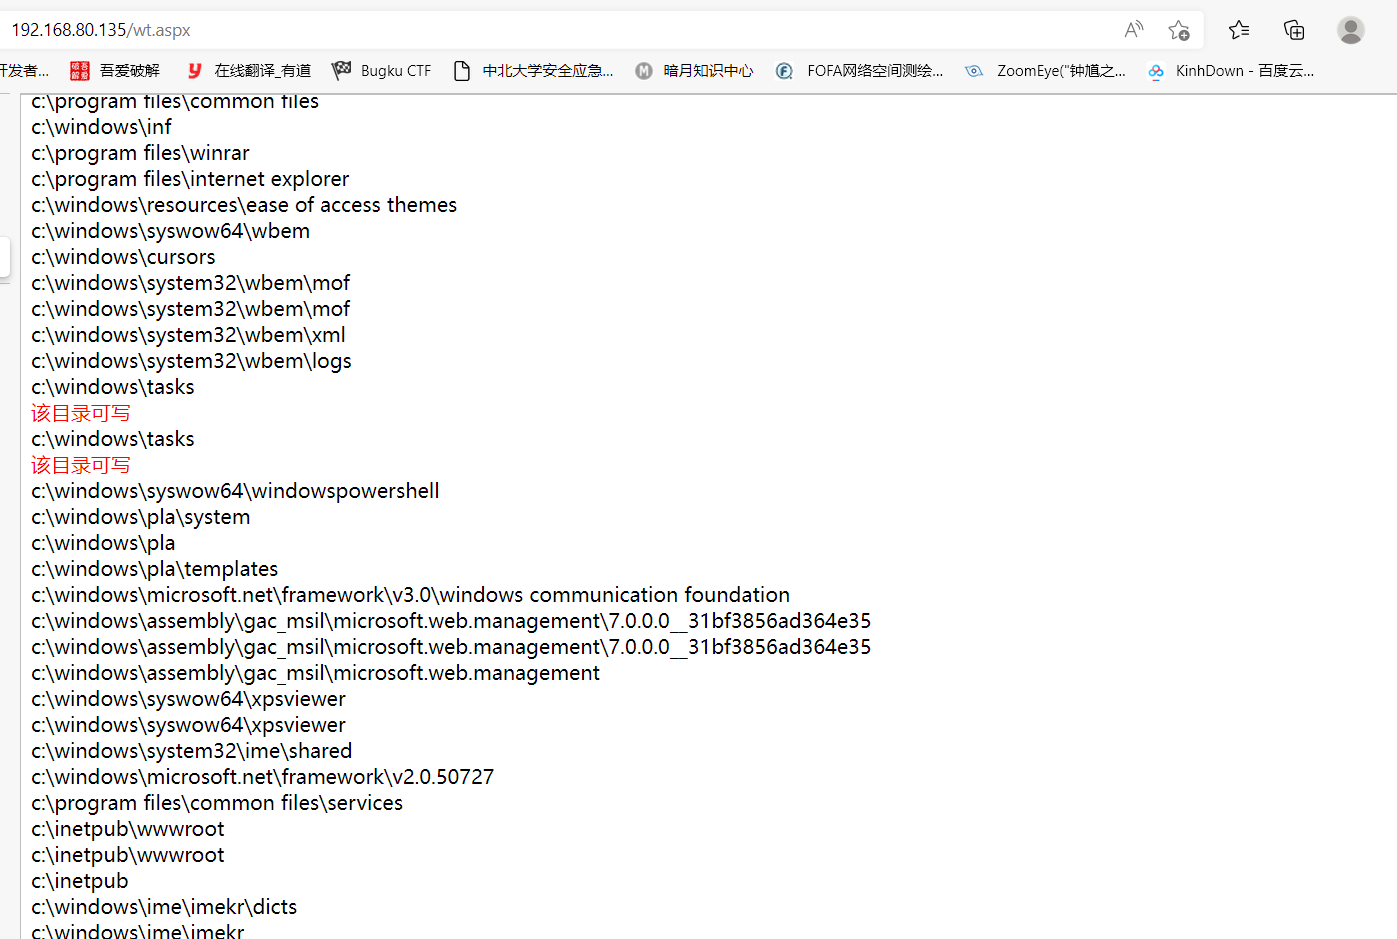 192.168.80.135/wt.aspx
开发者... 吾爱破解 在线翻译_有道 Bugku CTF 中北大学安全应急... 暗月知识中心 FOFA网络空间测绘... ZoomEye("钟馗之... KinhDown - 百度云...
c:\program files\common files
c:\windows\inf
c:\program files\winrar
c:\program files\internet explorer
c:\windows\resources\ease of access themes
c:\windows\syswow64\wbem
c:\windows\cursors
c:\windows\system32\wbem\mof
c:\windows\system32\wbem\mof
c:\windows\system32\wbem\xml
c:\windows\system32\wbem\logs
c:\windows\tasks
该目录可写
c:\windows\tasks
该目录可写
c:\windows\syswow64\windowspowershell
c:\windows\pla\system
c:\windows\pla
c:\windows\pla\templates
c:\windows\microsoft.net\framework\v3.0\windows communication foundation
c:\windows\assembly\gac_msil\microsoft.web.management\7.0.0.0__31bf3856ad364e35
c:\windows\assembly\gac_msil\microsoft.web.management\7.0.0.0__31bf3856ad364e35
c:\windows\assembly\gac_msil\microsoft.web.management
c:\windows\syswow64\xpsviewer
c:\windows\syswow64\xpsviewer
c:\windows\system32\ime\shared
c:\windows\microsoft.net\framework\v2.0.50727
c:\program files\common files\services
c:\inetpub\wwwroot
c:\inetpub\wwwroot
c:\inetpub
c:\windows\ime\imekr\dicts
c:\windows\ime\imekr